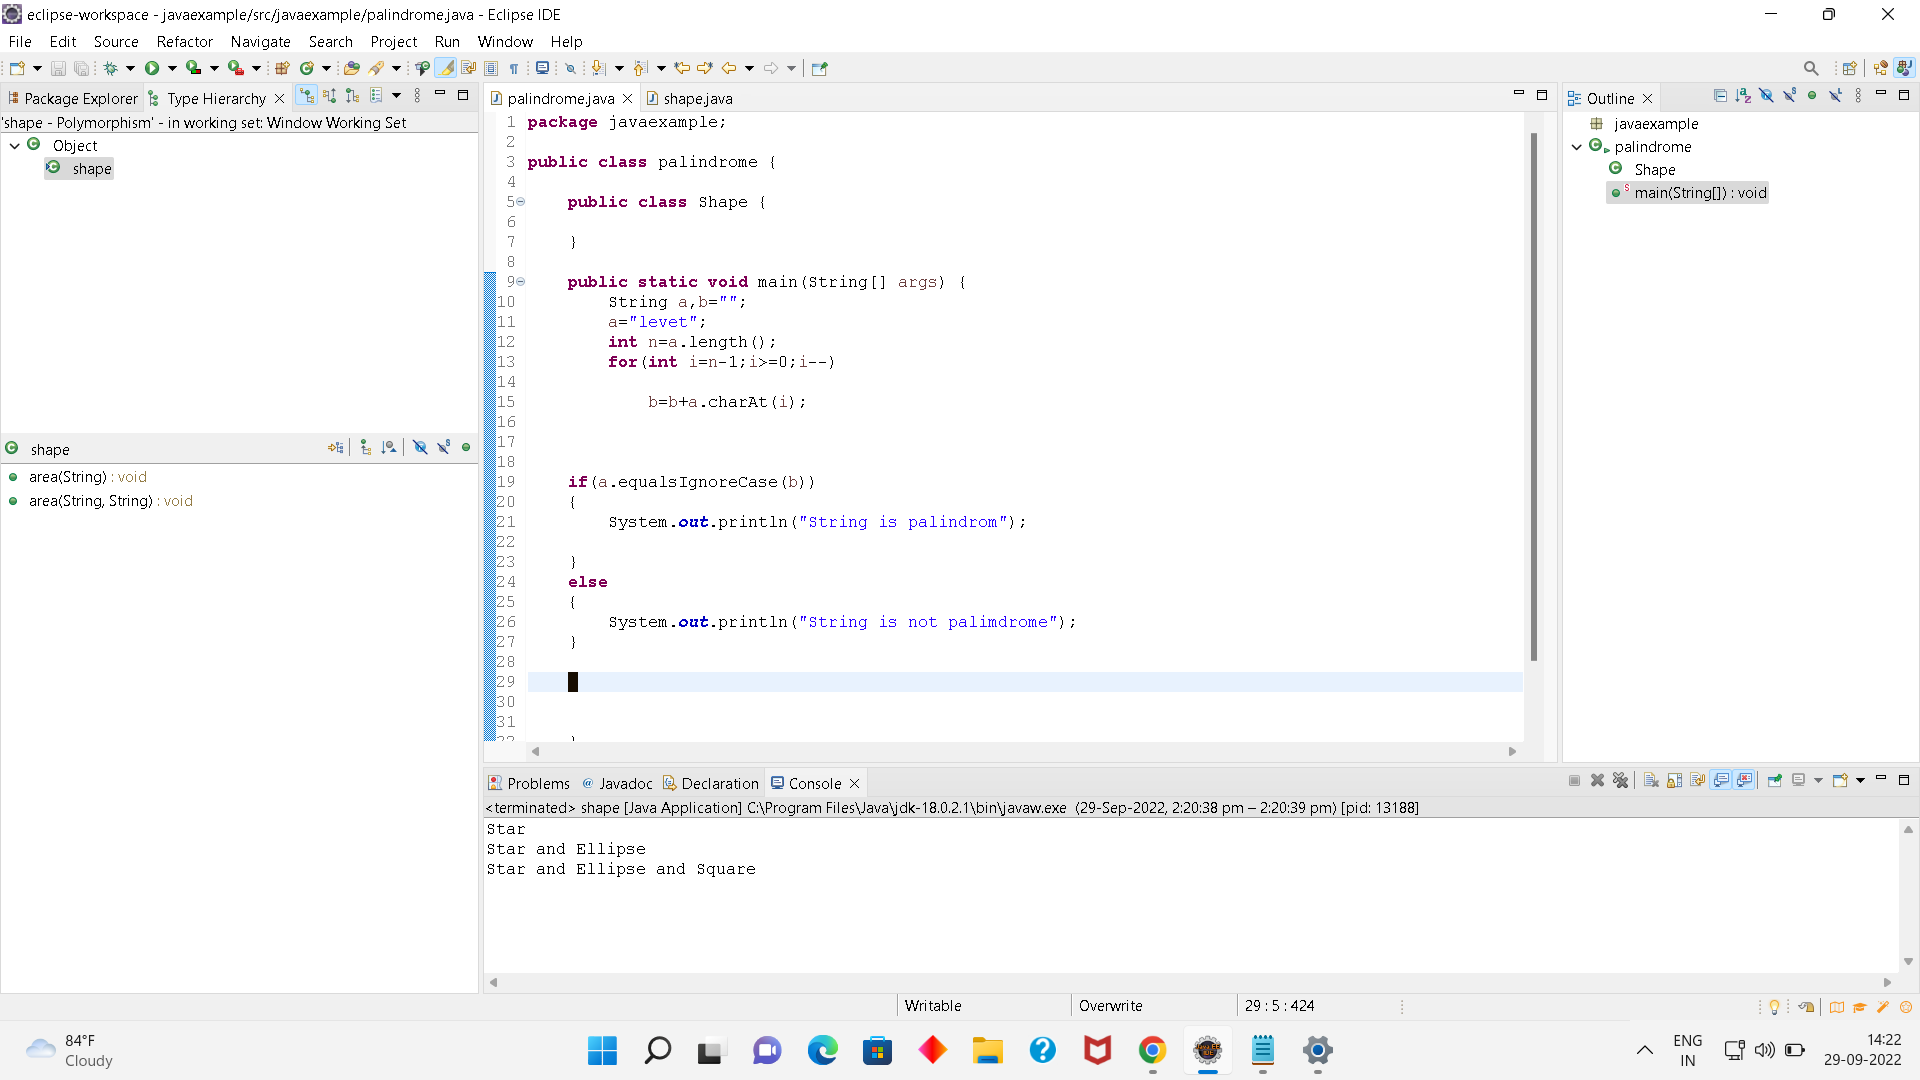 eclipse-workspace - javaexample/src/javaexample/palindrome.java - Eclipse IDE
File Edit Source Refactor Navigate Search Project Run Window Help
Package Explorer Type Hierarchy
'shape - Polymorphism' - in working set: Window Working Set
Object
shape
shape
area(String) : void
area(String, String) : void
palindrome.java shape.java
1 package javaexample;
2
3 public class palindrome {
4
5 public class Shape {
6
7 }
8
9 public static void main(String[] args) {
10 String a,b="";
11 a="levet";
12 int n=a.length();
13 for(int i=n-1;i>=0;i--)
14
15 b=b+a.charAt(i);
16
17
18
19 if(a.equalsIgnoreCase(b))
20 {
21 System.out.println("String is palindrom");
22
23 }
24 else
25 {
26 System.out.println("String is not palimdrome");
27 }
28
29
30
31
Outline
javaexample
palindrome
Shape
main(String[]) : void
Problems Javadoc Declaration Console
<terminated> shape [Java Application] C:\Program Files\Java\jdk-18.0.2.1\bin\javaw.exe (29-Sep-2022, 2:20:38 pm – 2:20:39 pm) [pid: 13188]
Star
Star and Ellipse
Star and Ellipse and Square
Writable Overwrite 29 : 5 : 424
84°F
Cloudy
ENG
IN
14:22
29-09-2022